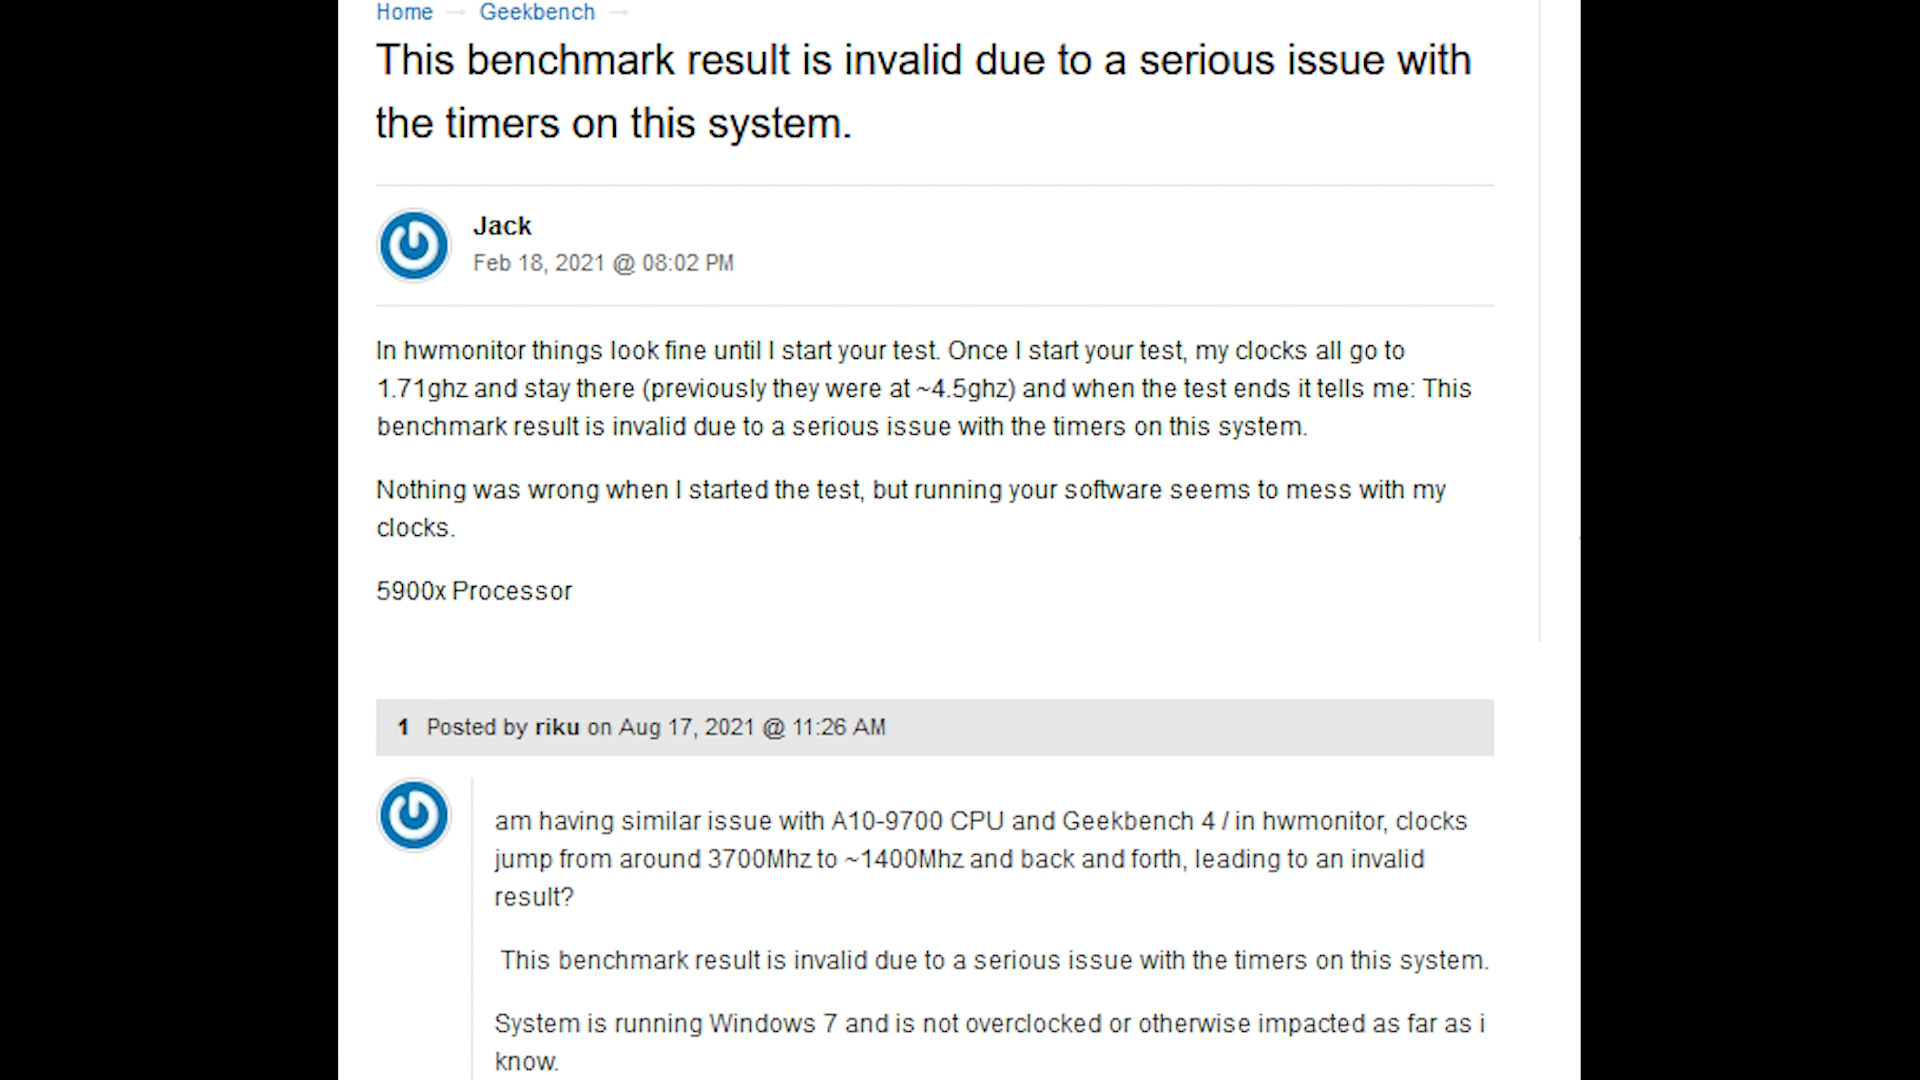 Home → Geekbench →
This benchmark result is invalid due to a serious issue with
the timers on this system.
Jack
Feb 18, 2021 @ 08:02 PM
In hwmonitor things look fine until I start your test. Once I start your test, my clocks all go to
1.71ghz and stay there (previously they were at ~4.5ghz) and when the test ends it tells me: This
benchmark result is invalid due to a serious issue with the timers on this system.
Nothing was wrong when I started the test, but running your software seems to mess with my
clocks.
5900x Processor
1 Posted by riku on Aug 17, 2021 @ 11:26 AM
am having similar issue with A10-9700 CPU and Geekbench 4 / in hwmonitor, clocks
jump from around 3700Mhz to ~1400Mhz and back and forth, leading to an invalid
result?
This benchmark result is invalid due to a serious issue with the timers on this system.
System is running Windows 7 and is not overclocked or otherwise impacted as far as i
know.